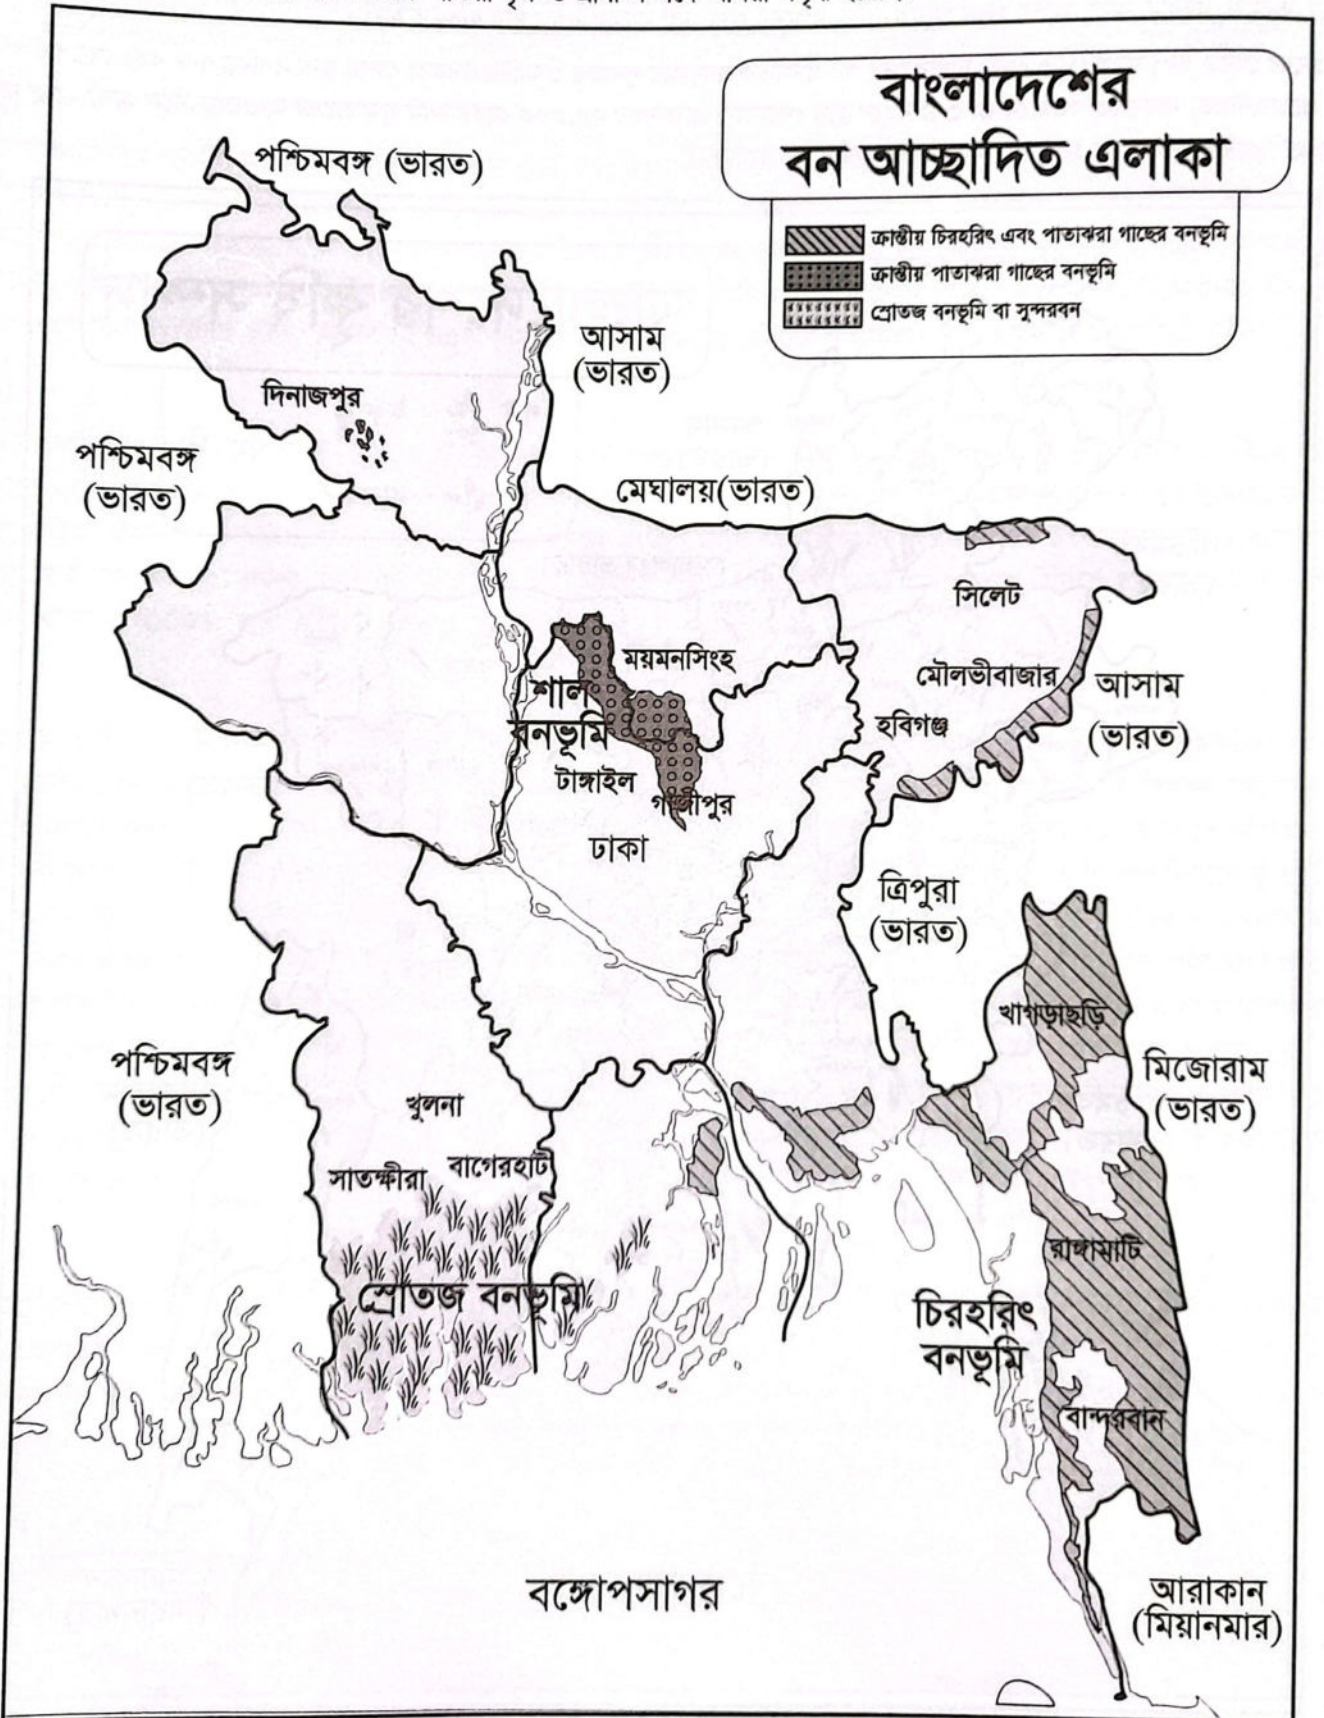 বাংলাদেশের
বন আচ্ছাদিত এলাকা
ক্রান্তীয় চিরহরিৎ এবং পাতাঝরা গাছের বনভূমি
ক্রান্তীয় পাতাঝরা গাছের বনভূমি
স্রোতজ বনভূমি বা সুন্দরবন
পশ্চিমবঙ্গ (ভারত)
আসাম
(ভারত)
দিনাজপুর
পশ্চিমবঙ্গ
(ভারত)
মেঘালয়(ভারত)
সিলেট
ময়মনসিংহ
মৌলভীবাজার
আসাম
(ভারত)
শাল
বনভূমি
হবিগঞ্জ
টাঙ্গাইল
গাজীপুর
ঢাকা
ত্রিপুরা
(ভারত)
খাগড়াছড়ি
পশ্চিমবঙ্গ
(ভারত)
মিজোরাম
(ভারত)
খুলনা
সাতক্ষীরা
বাগেরহাট
রাঙ্গামাটি
স্রোতজ বনভূমি
চিরহরিৎ
বনভূমি
বান্দরবান
বঙ্গোপসাগর
আরাকান
(মিয়ানমার)